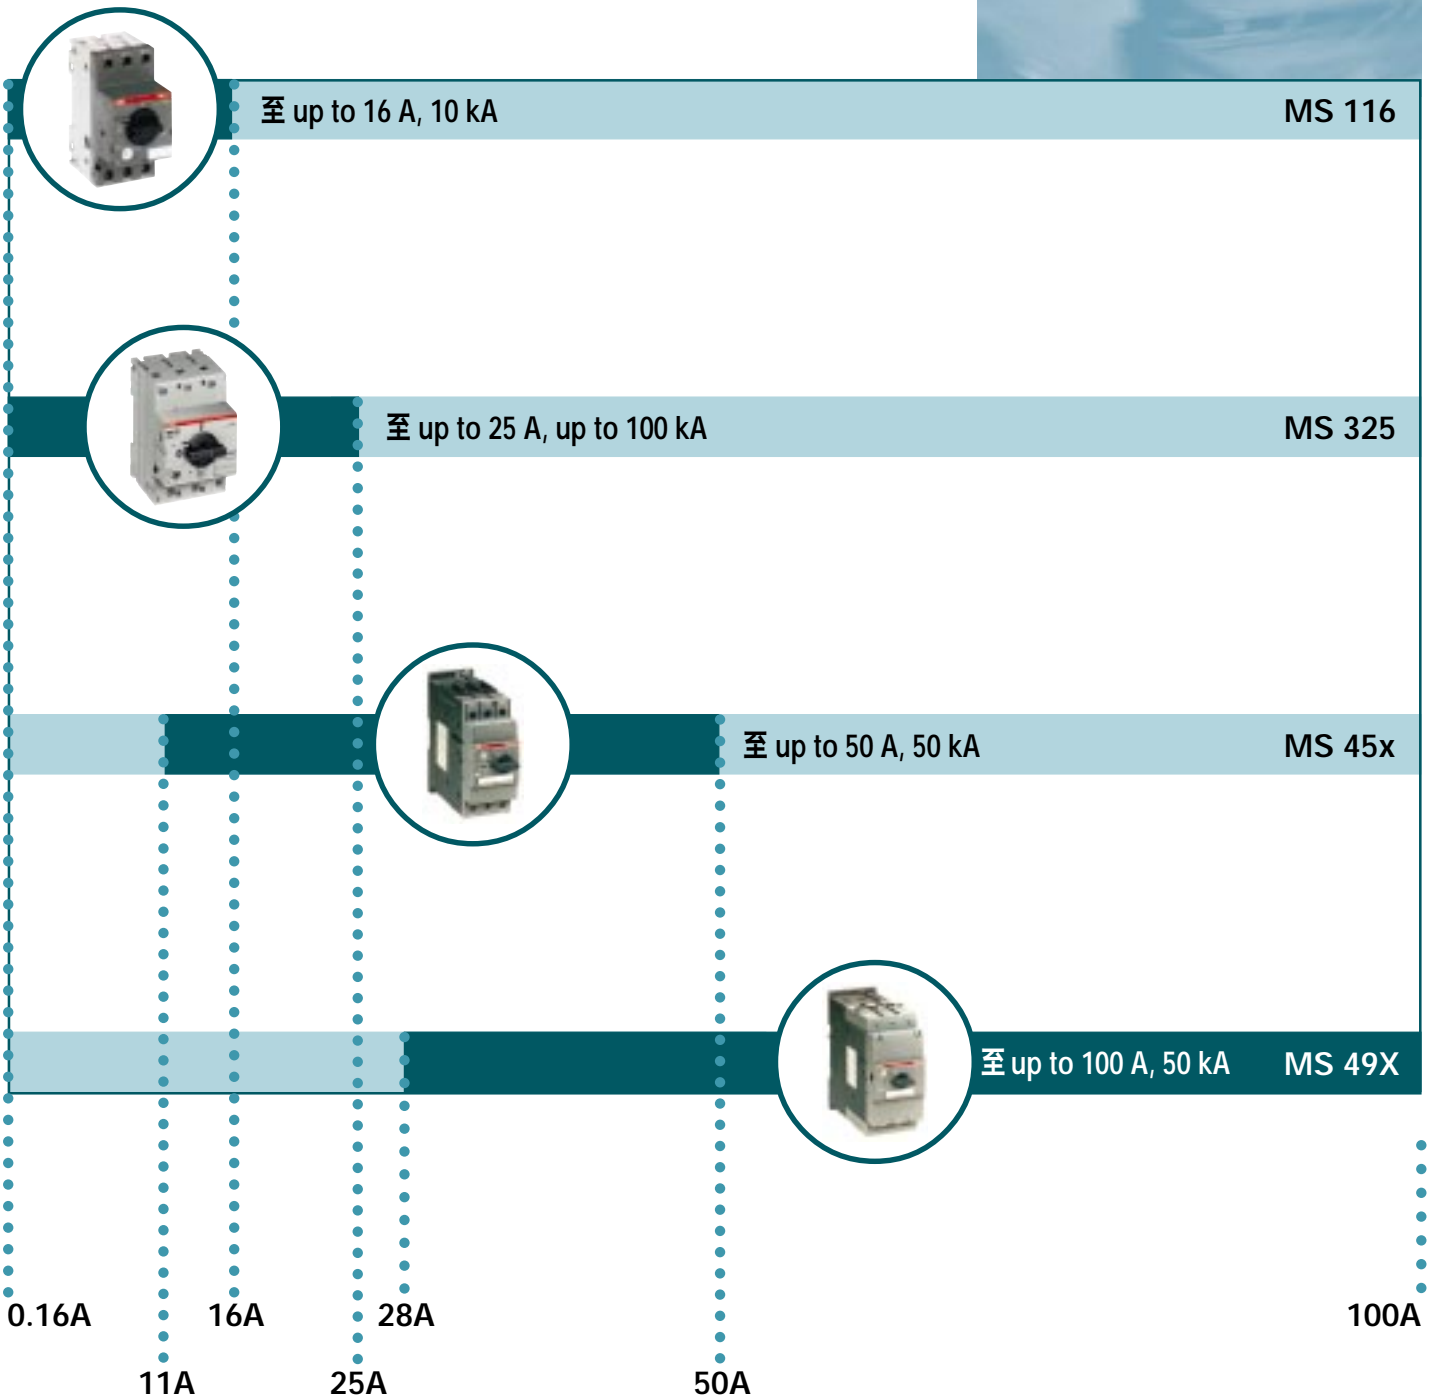 至 up to 16 A, 10 kA MS 116
至 up to 25 A, up to 100 kA MS 325
至 up to 50 A, 50 kA MS 45x
至 up to 100 A, 50 kA MS 49X
0.16A 16A 28A 100A
11A 25A 50A